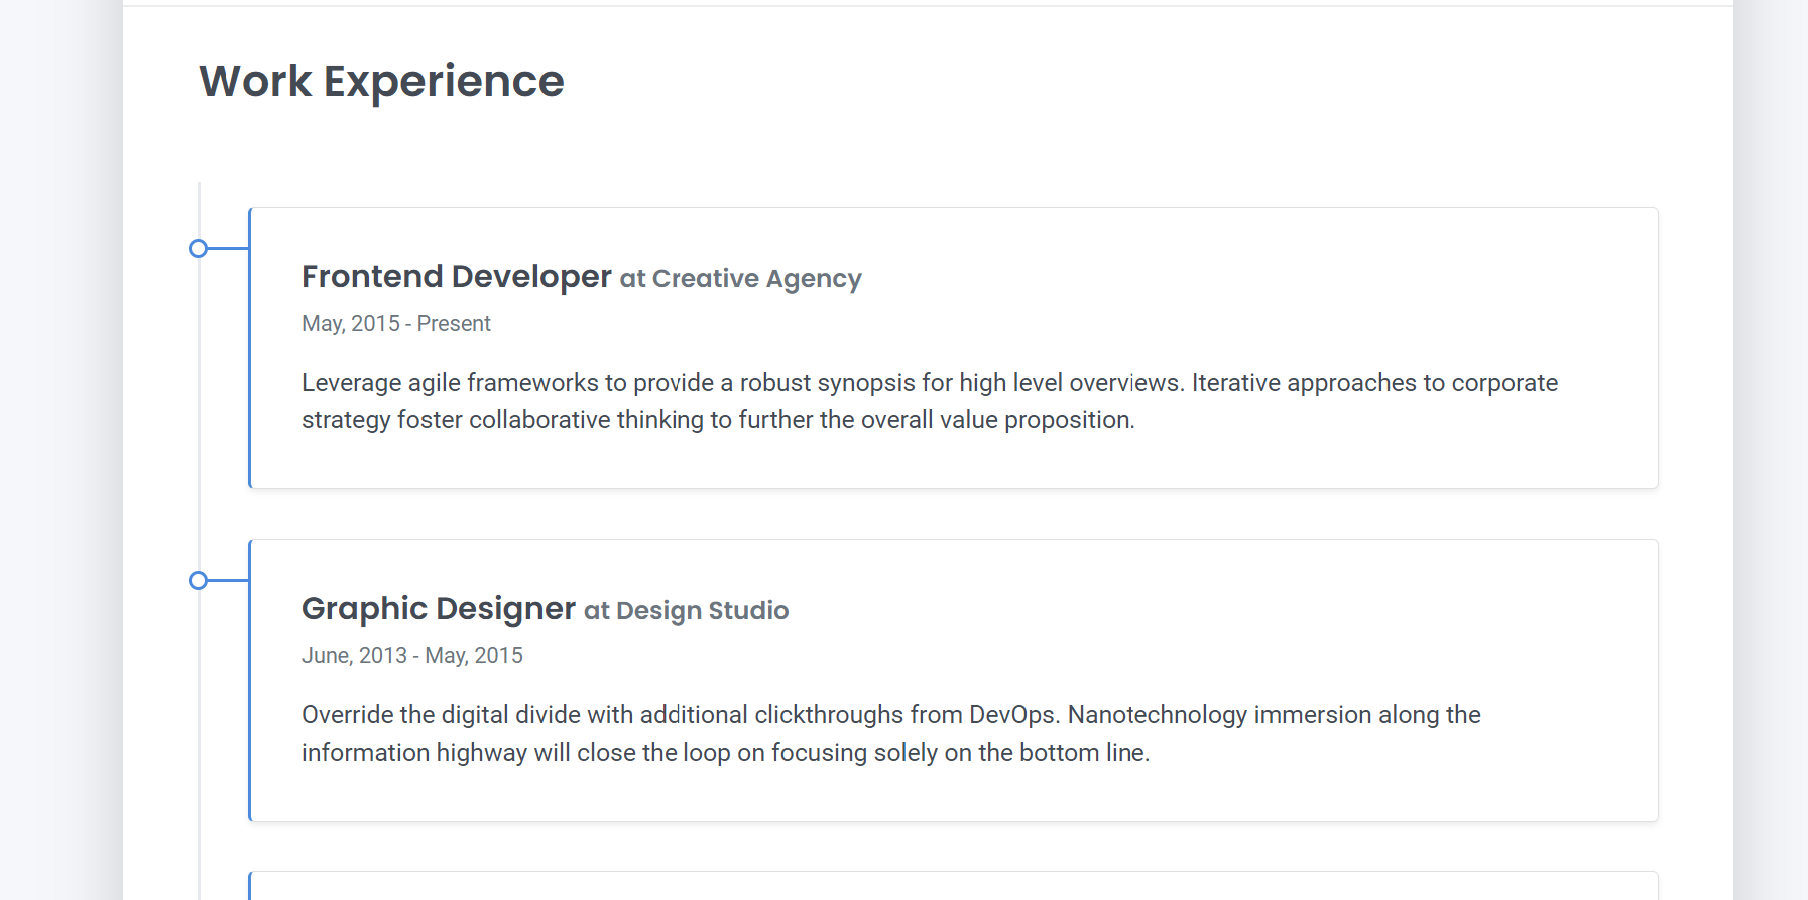 Work Experience
Frontend Developer at Creative Agency
May, 2015 - Present
Leverage agile frameworks to provide a robust synopsis for high level overviews. Iterative approaches to corporate
strategy foster collaborative thinking to further the overall value proposition.
Graphic Designer at Design Studio
June, 2013 - May, 2015
Override the digital divide with additional clickthroughs from DevOps. Nanotechnology immersion along the
information highway will close the loop on focusing solely on the bottom line.